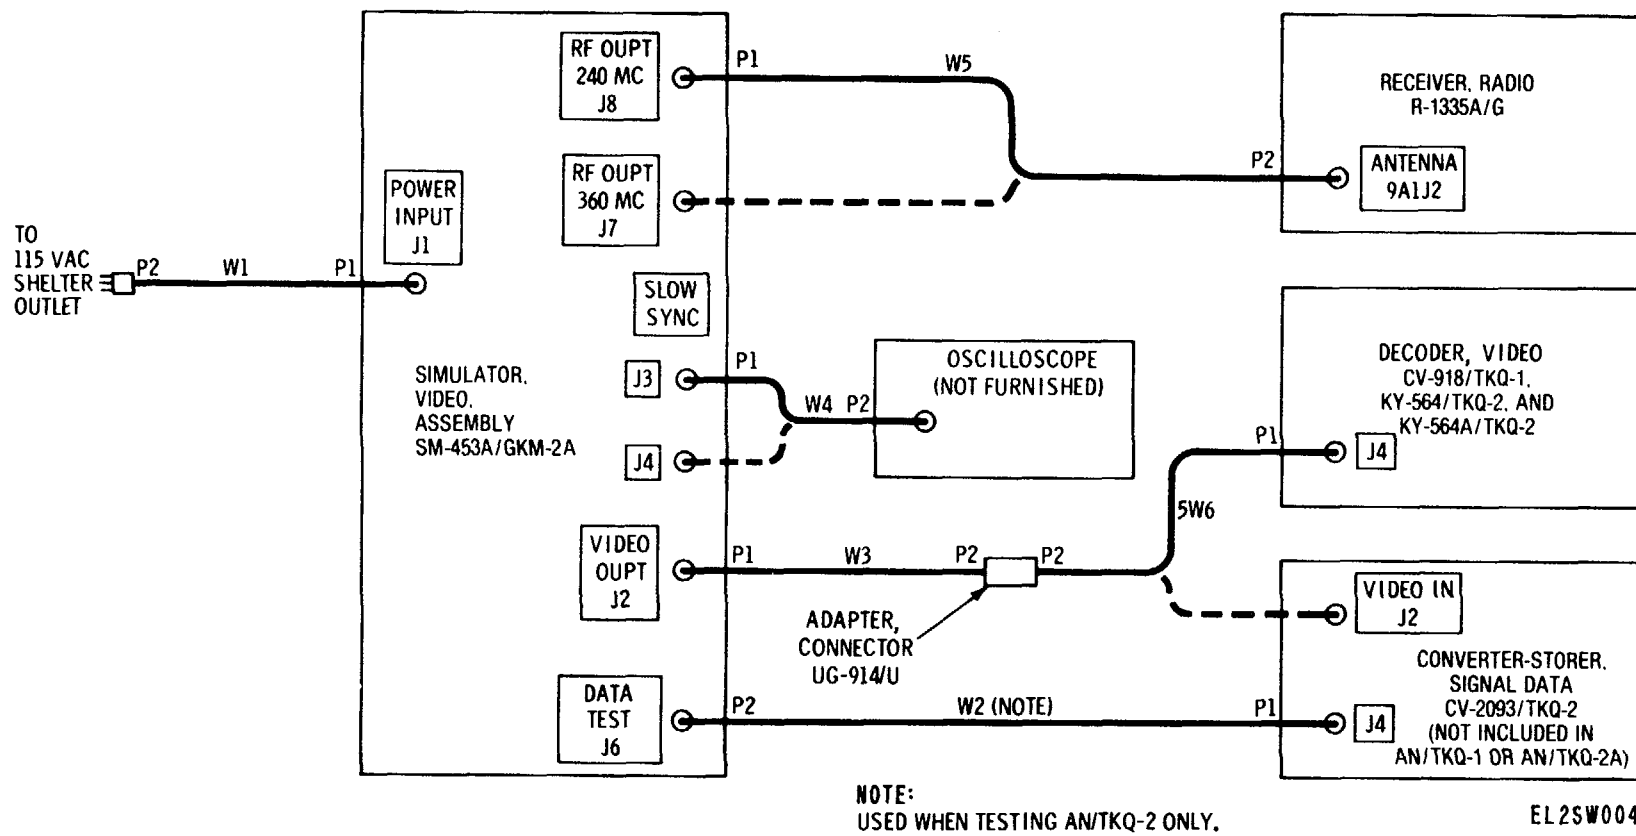 TO
115 VAC
SHELTER
OUTLET
P2
W1
P1
POWER
INPUT
J1
RF OUPT
240 MC
J8
RF OUPT
360 MC
J7
SLOW
SYNC
SIMULATOR,
VIDEO,
ASSEMBLY
SM-453A/GKM-2A
J3
J4
VIDEO
OUPT
J2
DATA
TEST
J6
P1
W5
P2
RECEIVER, RADIO
R-1335A/G
ANTENNA
9A1J2
P1
W4
P2
OSCILLOSCOPE
(NOT FURNISHED)
DECODER, VIDEO
CV-918/TKQ-1,
KY-564/TKQ-2, AND
KY-564A/TKQ-2
P1
J4
5W6
P1
W3
P2
P2
ADAPTER,
CONNECTOR
UG-914/U
VIDEO IN
J2
CONVERTER-STORER,
SIGNAL DATA
CV-2093/TKQ-2
(NOT INCLUDED IN
AN/TKQ-1 OR AN/TKQ-2A)
P2
W2 (NOTE)
P1
J4
NOTE:
USED WHEN TESTING AN/TKQ-2 ONLY.
EL2SW004